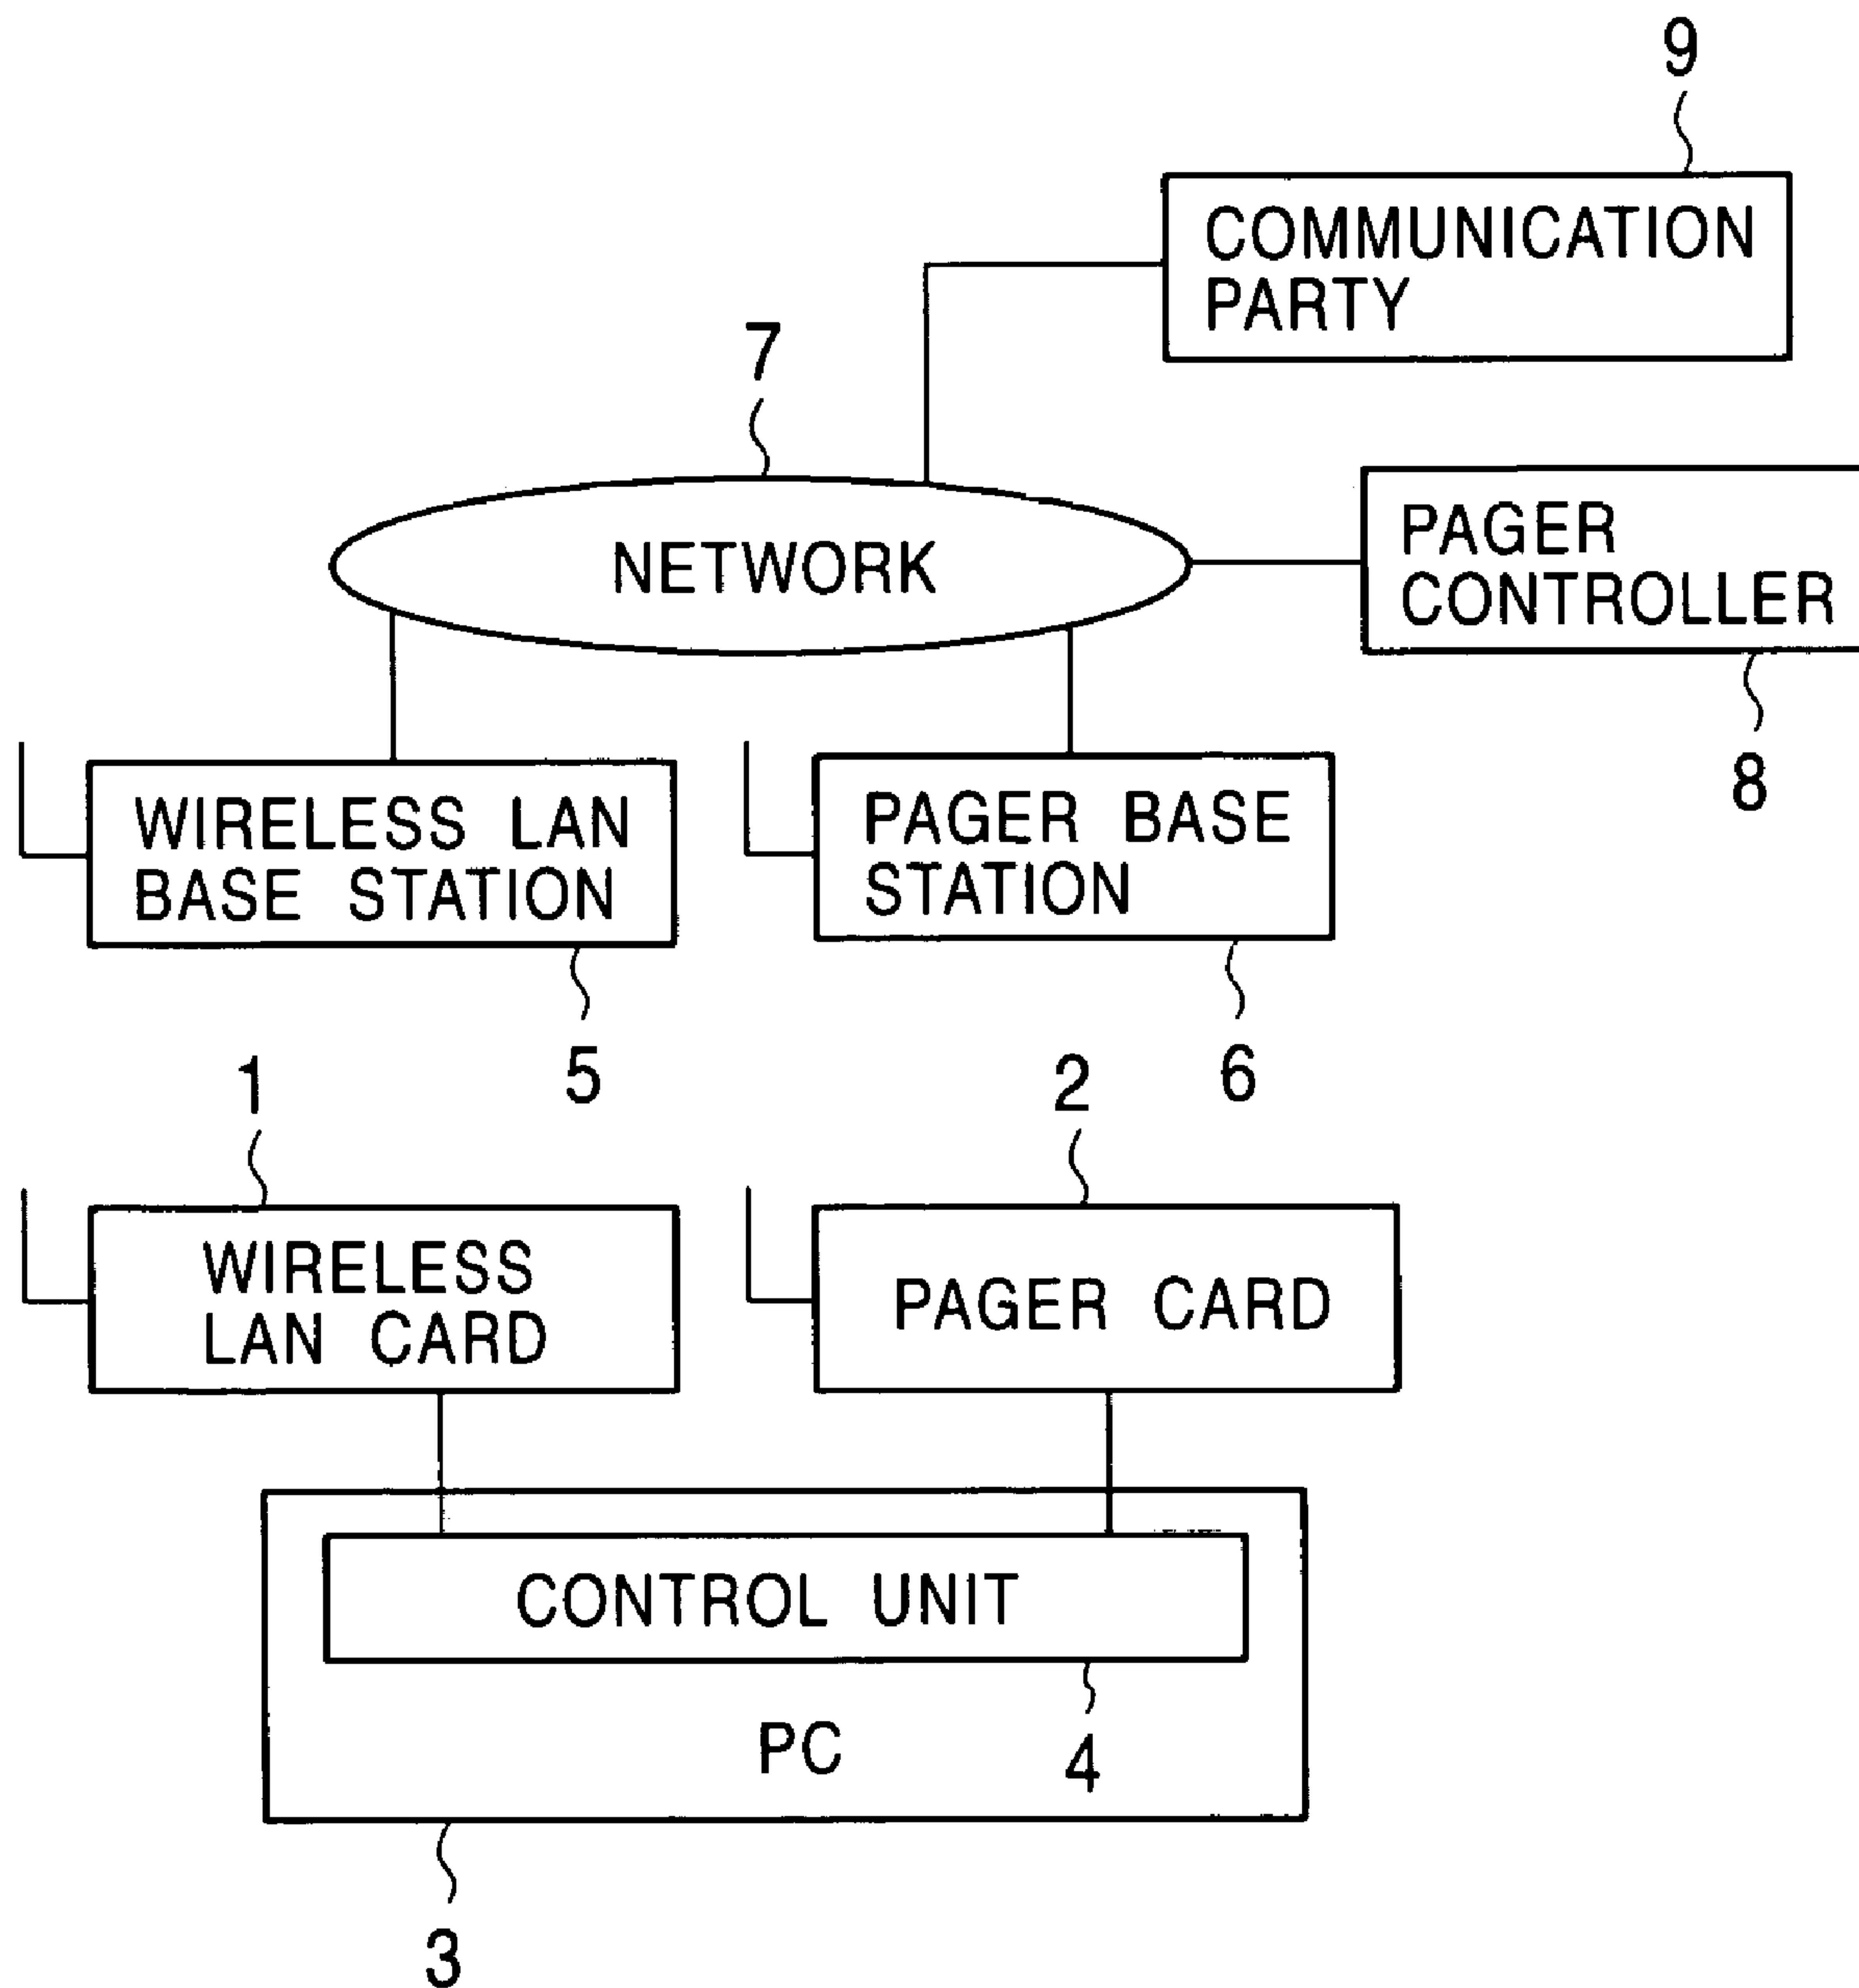 9
COMMUNICATION
PARTY
7
NETWORK
PAGER
CONTROLLER
8
WIRELESS LAN
BASE STATION
5
PAGER BASE
STATION
6
1
WIRELESS
LAN CARD
2
PAGER CARD
CONTROL UNIT
4
PC
3